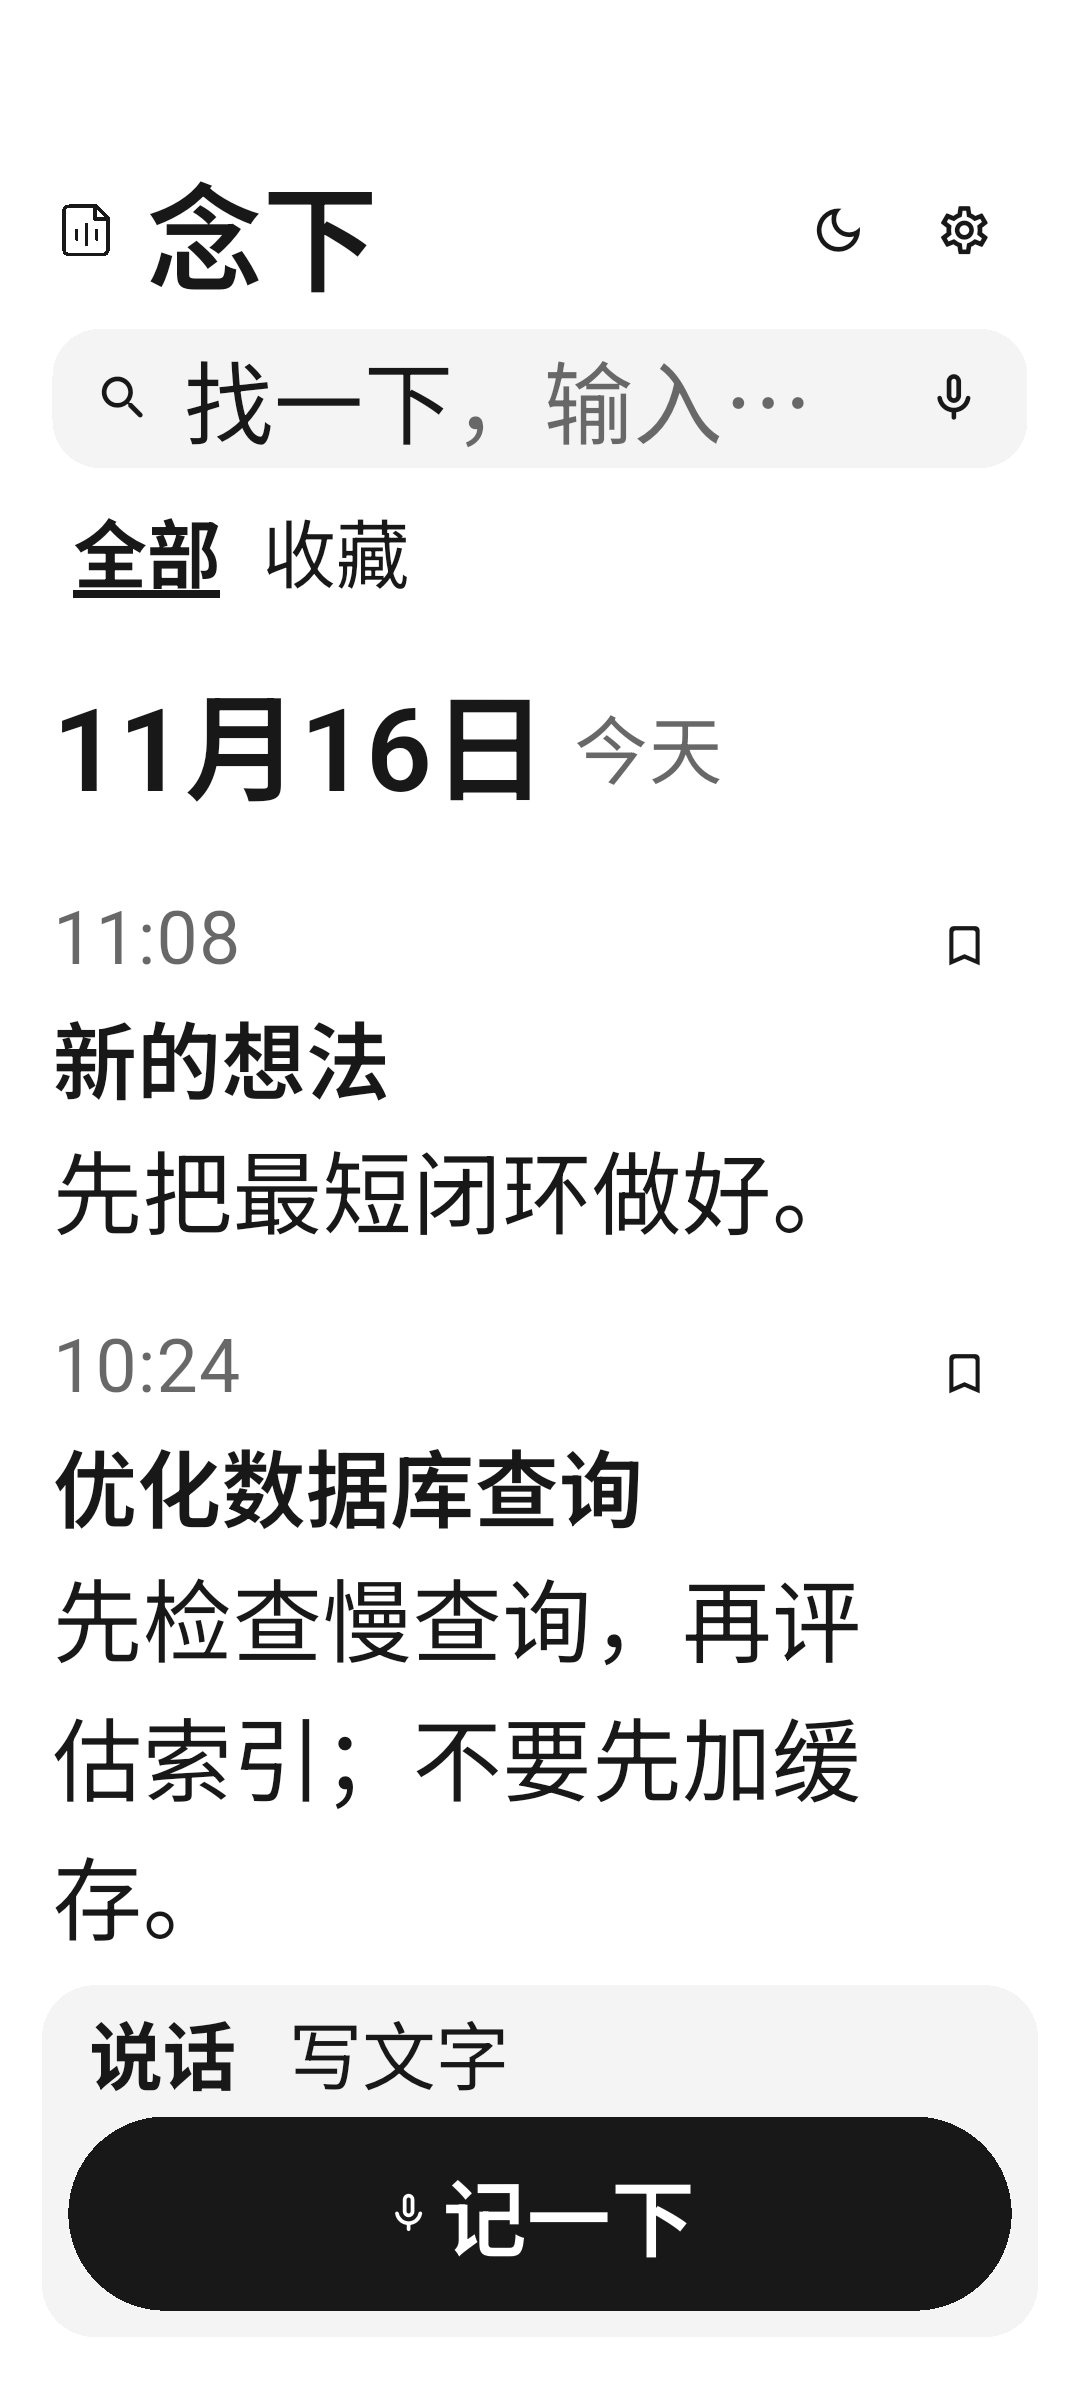 念下
找一下，输入…
全部 收藏
11月16日 今天
11:08
新的想法
先把最短闭环做好。
10:24
优化数据库查询
先检查慢查询，再评
估索引；不要先加缓
存。
说话 写文字
记一下